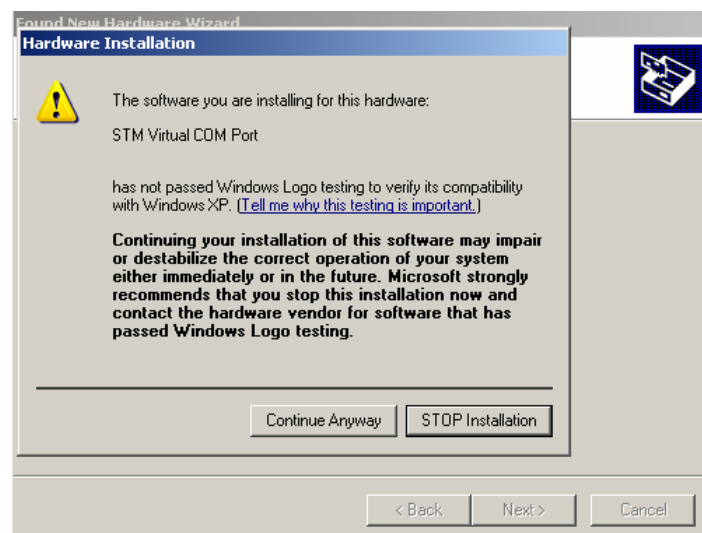 Found New Hardware Wizard
Hardware Installation
The software you are installing for this hardware:
STM Virtual COM Port
has not passed Windows Logo testing to verify its compatibility
with Windows XP. (Tell me why this testing is important.)
Continuing your installation of this software may impair
or destabilize the correct operation of your system
either immediately or in the future. Microsoft strongly
recommends that you stop this installation now and
contact the hardware vendor for software that has
passed Windows Logo testing.
Continue Anyway
STOP Installation
< Back
Next >
Cancel